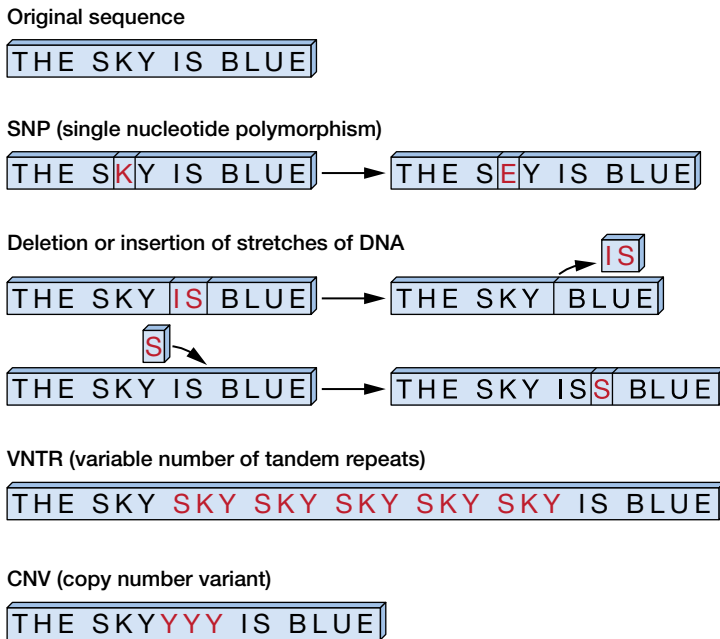 Original sequence
THE SKY IS BLUE
SNP (single nucleotide polymorphism)
THE SKY IS BLUE THE SEY IS BLUE
Deletion or insertion of stretches of DNA
IS
THE SKY IS BLUE THE SKY BLUE
S
THE SKY IS BLUE THE SKY ISS BLUE
VNTR (variable number of tandem repeats)
THE SKY SKY SKY SKY SKY SKY IS BLUE
CNV (copy number variant)
THE SKYYYY IS BLUE